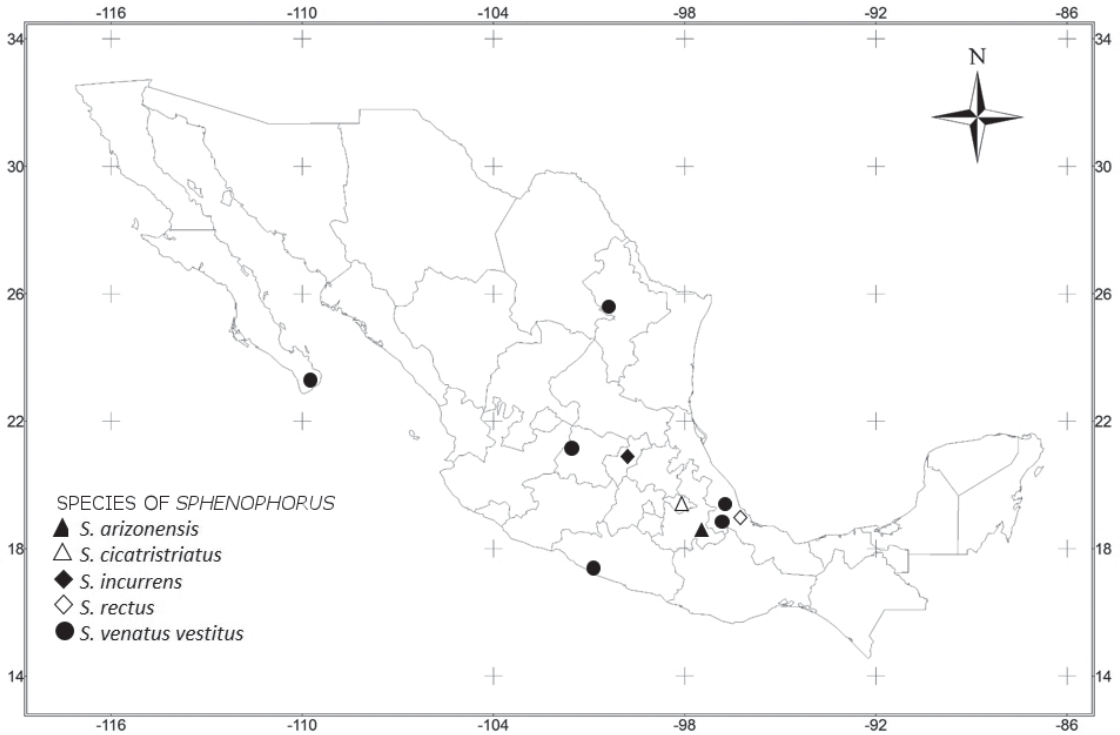 -116 -110 -104 -98 -92 -86
34 34
N
30 30
26 26
22 22
SPECIES OF SPHENOPHORUS
S. arizonensis
S. cicatristriatus
18 18
S. incurrens
S. rectus
S. venatus vestitus
14 14
-116 -110 -104 -98 -92 -86